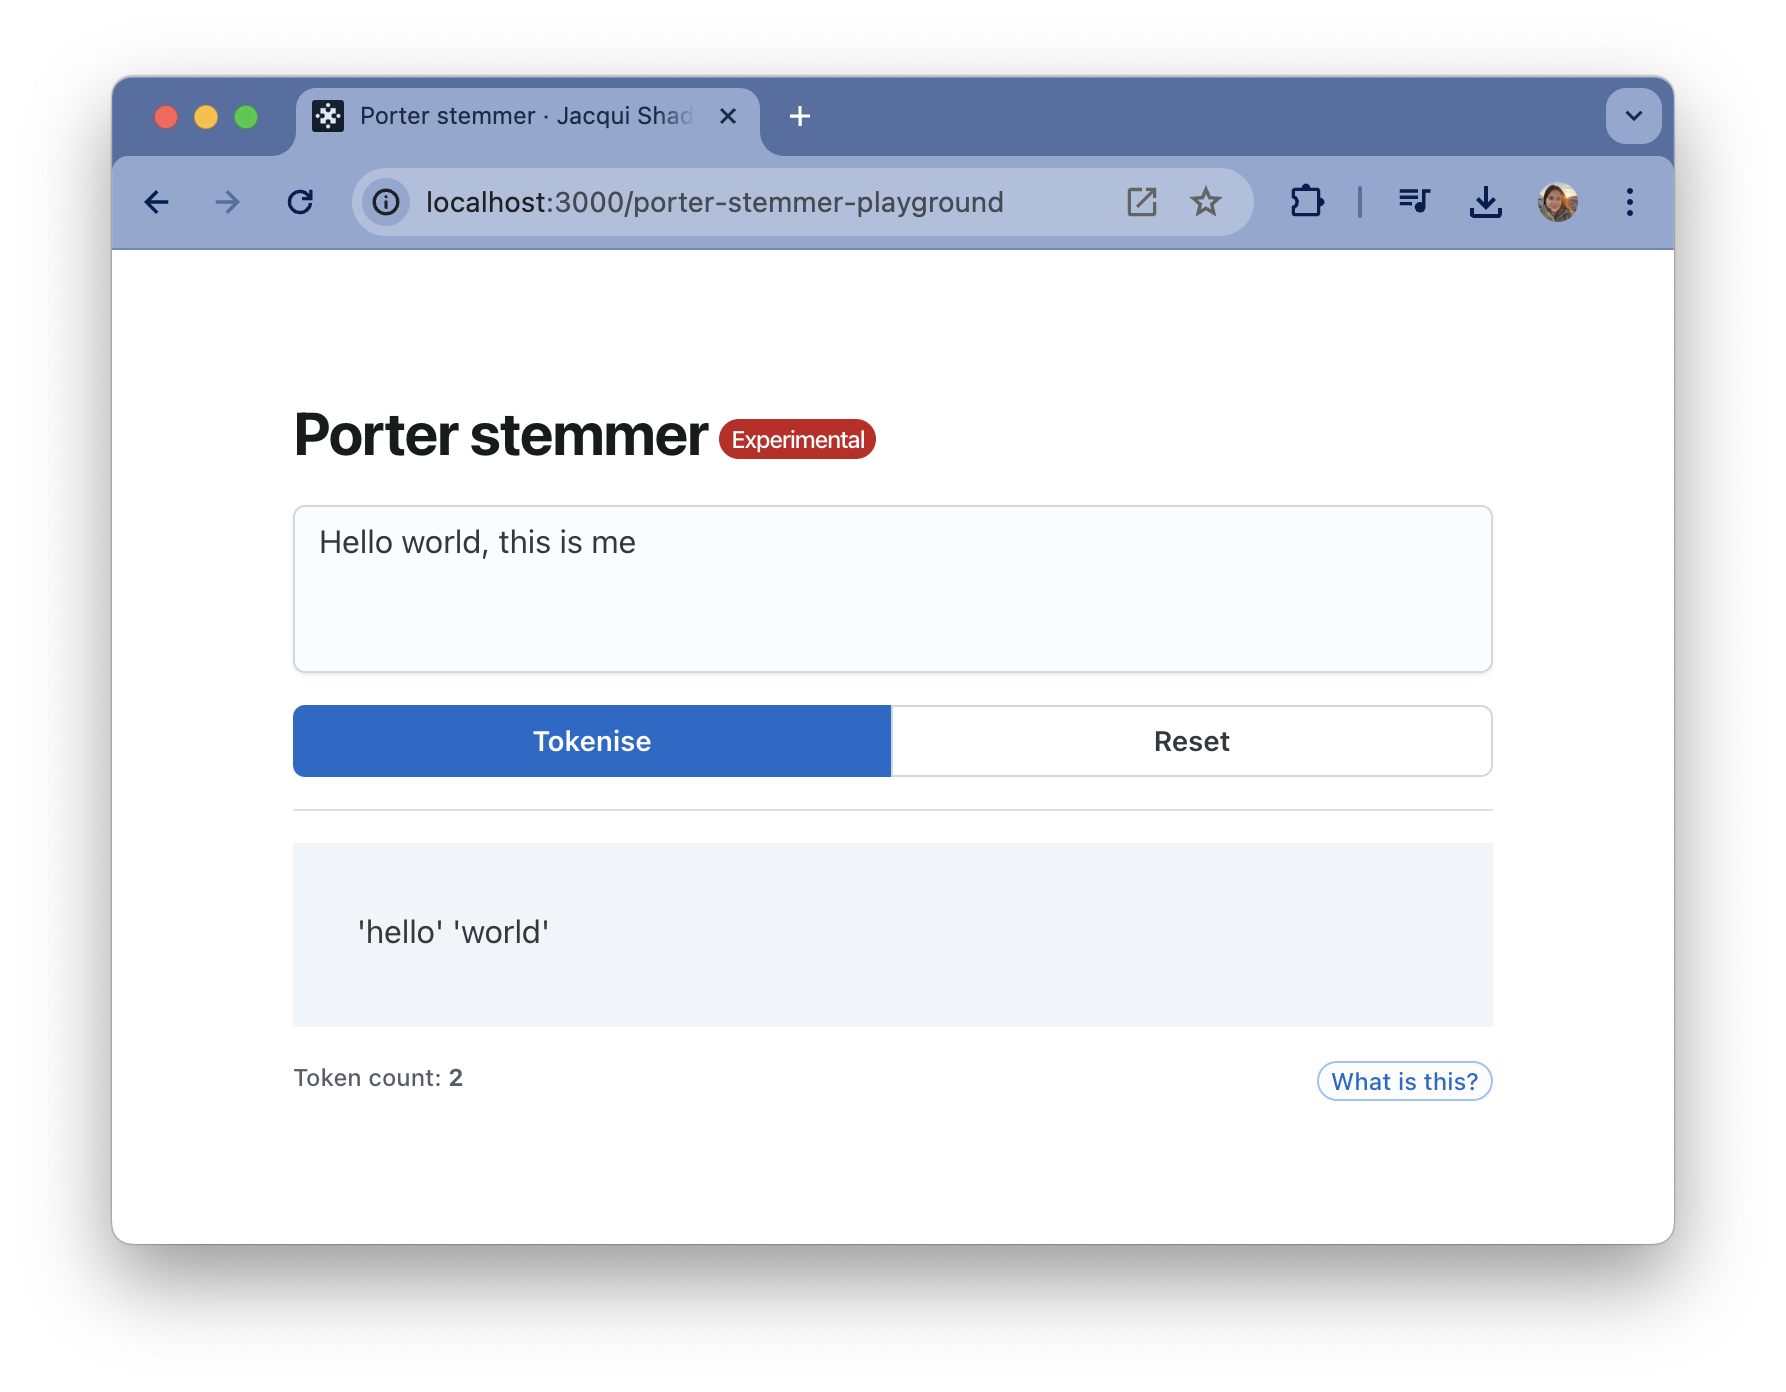 Porter stemmer · Jacqui Shad
localhost:3000/porter-stemmer-playground
Porter stemmer Experimental
Hello world, this is me
Tokenise Reset
'hello' 'world'
Token count: 2 What is this?